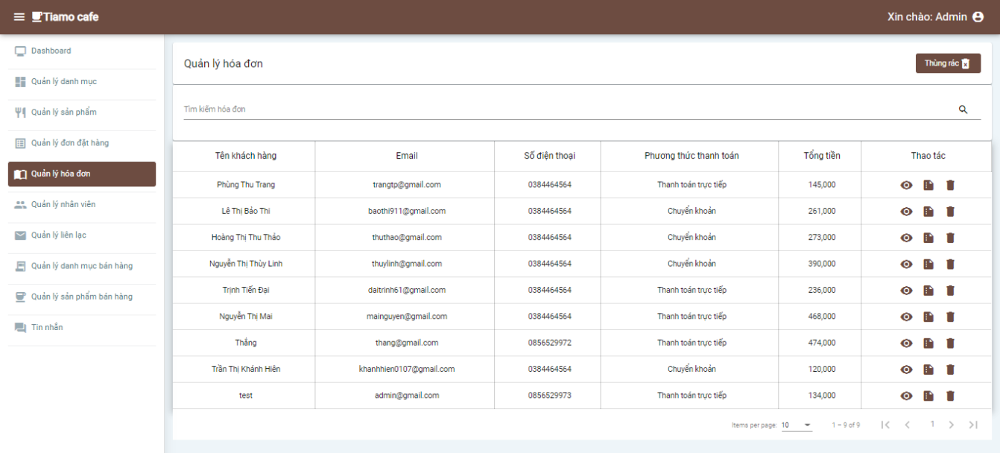 Tiamo cafe
Xin chào: Admin
Dashboard
Quản lý danh mục
Quản lý sản phẩm
Quản lý đơn đặt hàng
Quản lý hóa đơn
Quản lý nhân viên
Quản lý liên lạc
Quản lý danh mục bán hàng
Quản lý sản phẩm bán hàng
Tin nhắn
Quản lý hóa đơn
Thùng rác
Tìm kiếm hóa đơn
Tên khách hàng Email Số điện thoại Phương thức thanh toán Tổng tiền Thao tác
Phùng Thu Trang trangtp@gmail.com 0384464564 Thanh toán trực tiếp 145,000
Lê Thị Bảo Thi baothi911@gmail.com 0384464564 Chuyển khoản 261,000
Hoàng Thị Thu Thảo thuthao@gmail.com 0384464564 Chuyển khoản 273,000
Nguyễn Thị Thùy Linh thuylinh@gmail.com 0384464564 Chuyển khoản 390,000
Trịnh Tiến Đại daitrinh61@gmail.com 0384464564 Thanh toán trực tiếp 236,000
Nguyễn Thị Mai mainguyen@gmail.com 0384464564 Thanh toán trực tiếp 468,000
Thắng thang@gmail.com 0856529972 Thanh toán trực tiếp 474,000
Trần Thị Khánh Hiên khanhhien0107@gmail.com 0384464564 Chuyển khoản 120,000
test admin@gmail.com 0856529973 Thanh toán trực tiếp 134,000
Items per page: 10 1 – 9 of 9 1